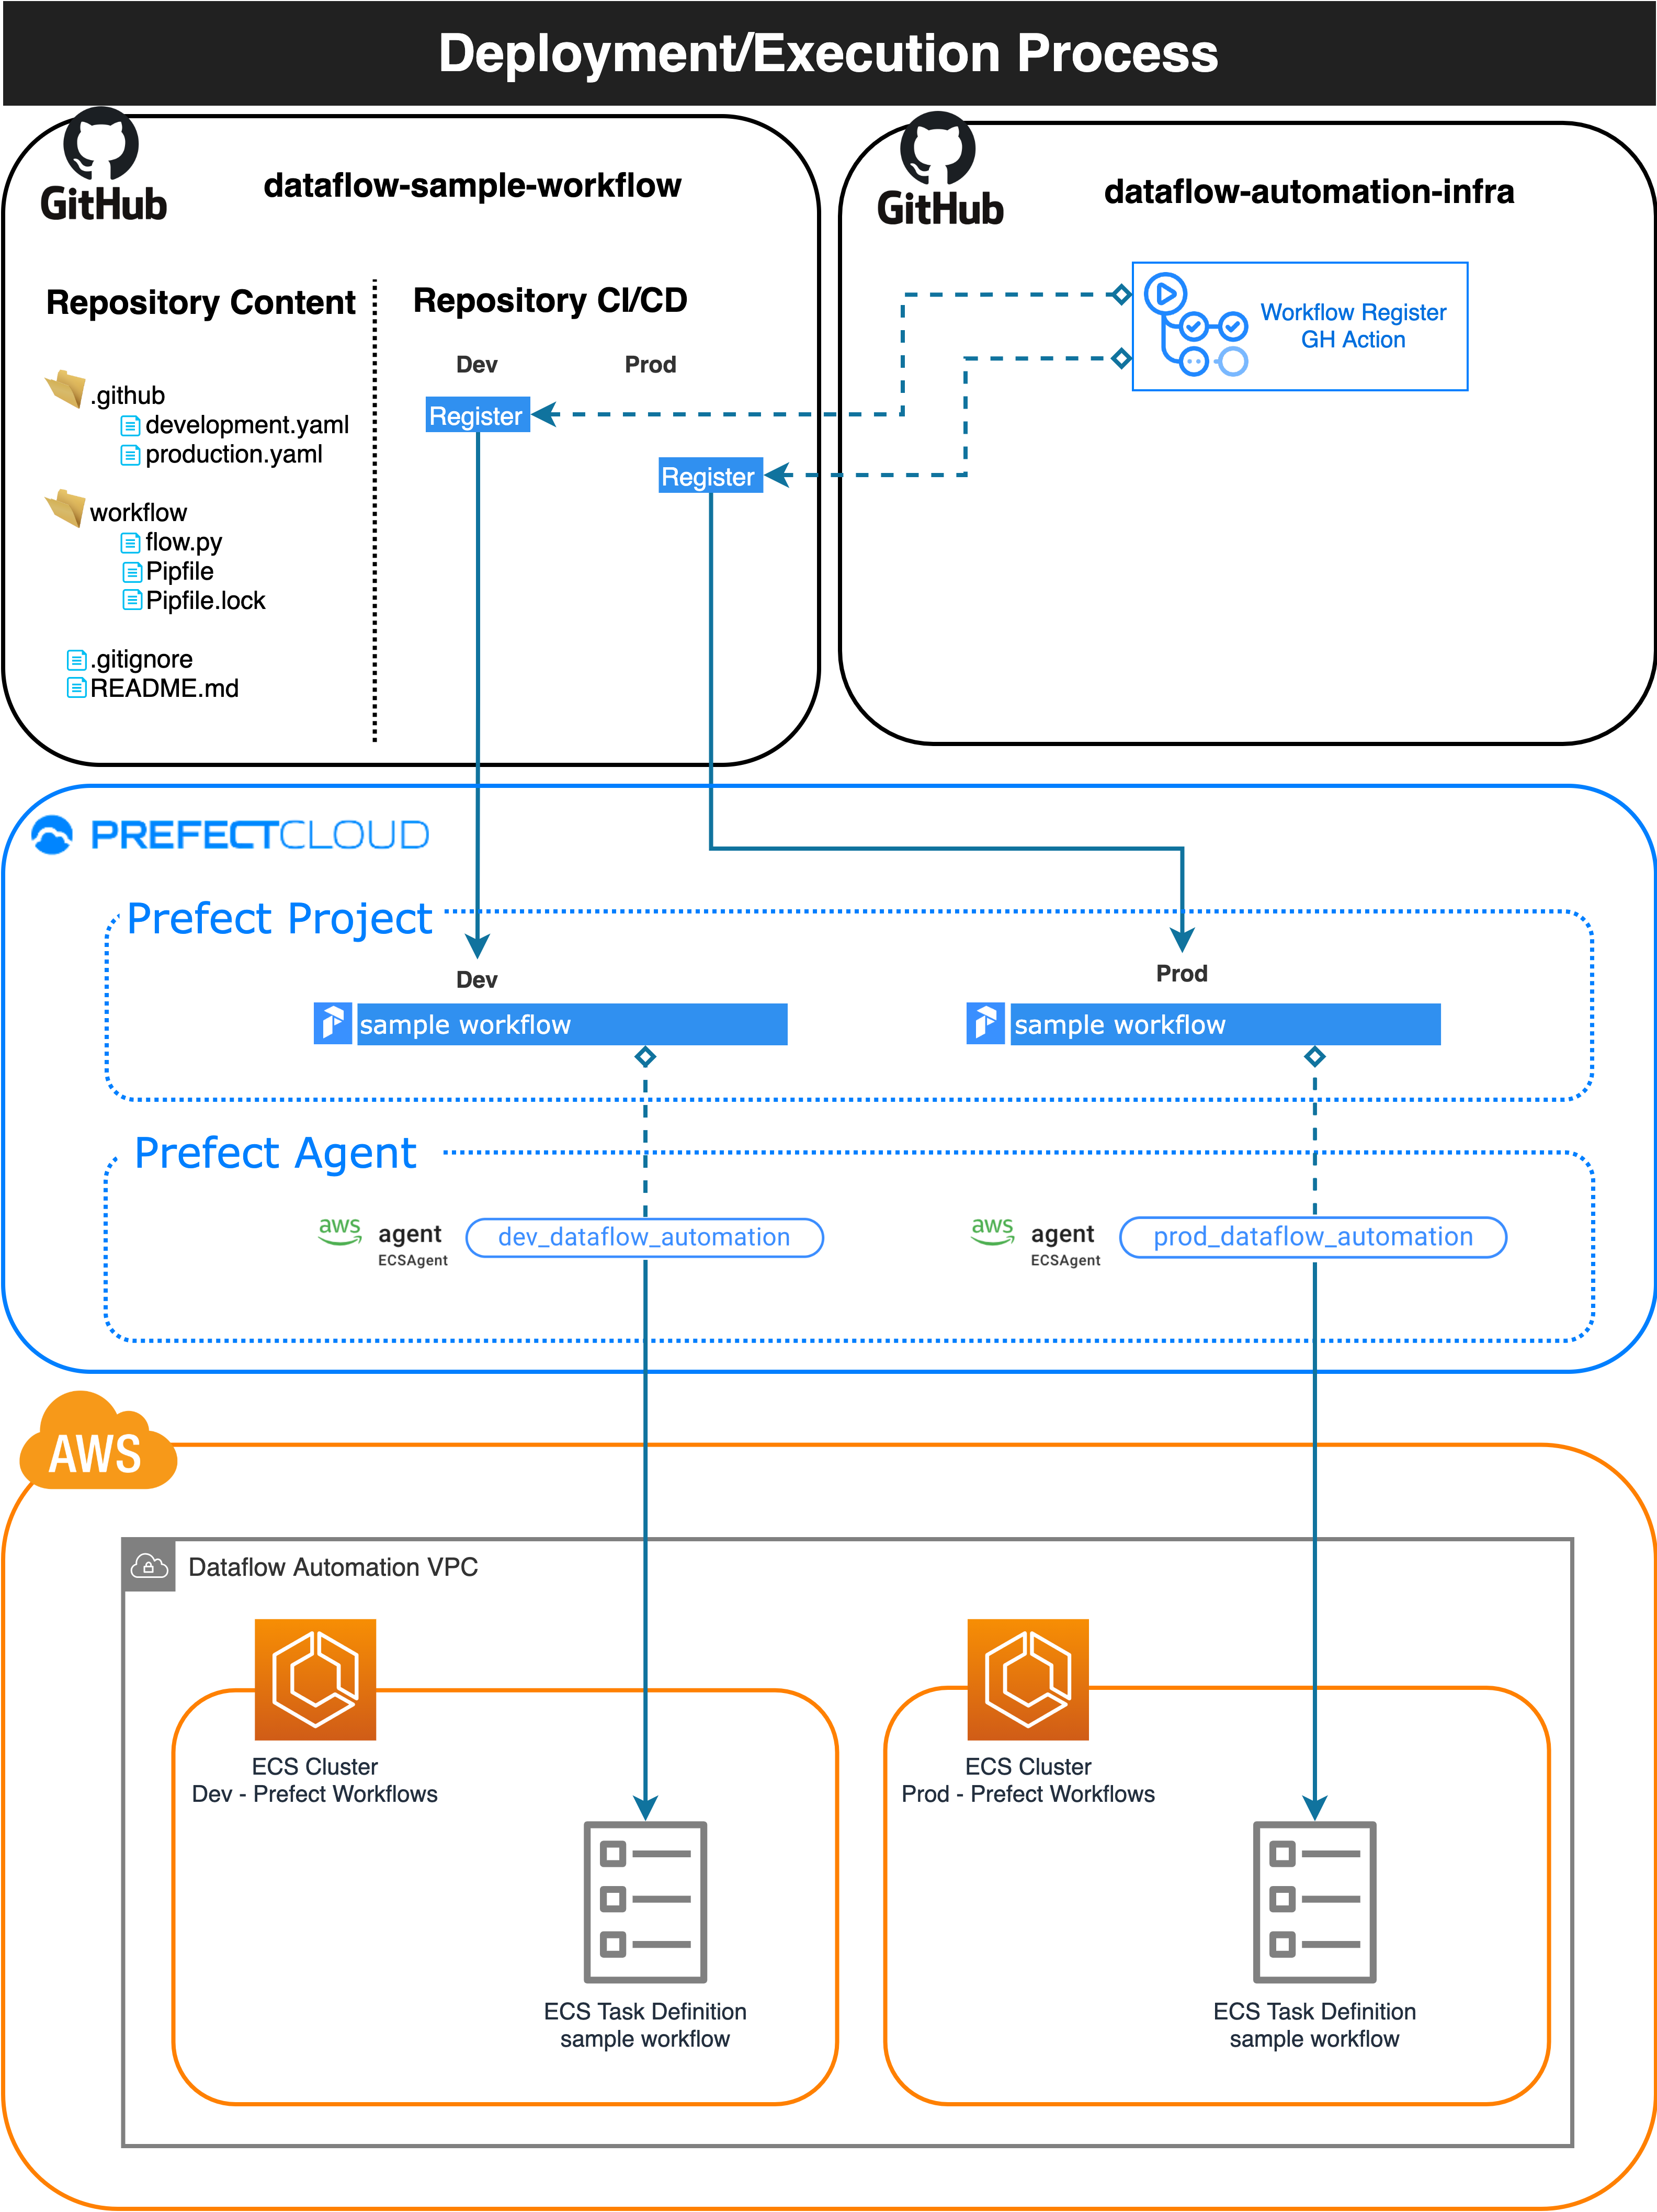 Deployment/Execution Process
GitHub
dataflow-sample-workflow
Repository Content
.github
development.yaml
production.yaml
workflow
flow.py
Pipfile
Pipfile.lock
.gitignore
README.md
Repository CI/CD
Dev
Prod
Register
Register
GitHub
dataflow-automation-infra
Workflow Register
GH Action
PREFECTCLOUD
Prefect Project
Dev
sample workflow
Prod
sample workflow
Prefect Agent
aws
agent
ECSAgent
dev_dataflow_automation
aws
agent
ECSAgent
prod_dataflow_automation
AWS
Dataflow Automation VPC
ECS Cluster
Dev - Prefect Workflows
ECS Task Definition
sample workflow
ECS Cluster
Prod - Prefect Workflows
ECS Task Definition
sample workflow